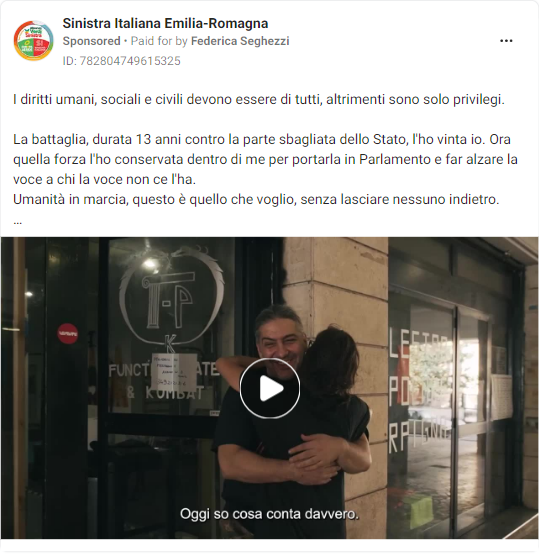 Sinistra Italiana Emilia-Romagna
Sponsored • Paid for by Federica Seghezzi
ID: 782804749615325
I diritti umani, sociali e civili devono essere di tutti, altrimenti sono solo privilegi.
La battaglia, durata 13 anni contro la parte sbagliata dello Stato, l'ho vinta io. Ora
quella forza l'ho conservata dentro di me per portarla in Parlamento e far alzare la
voce a chi la voce non ce l'ha.
Umanità in marcia, questo è quello che voglio, senza lasciare nessuno indietro.
...
T-P
& KOMBAT
Oggi so cosa conta davvero.